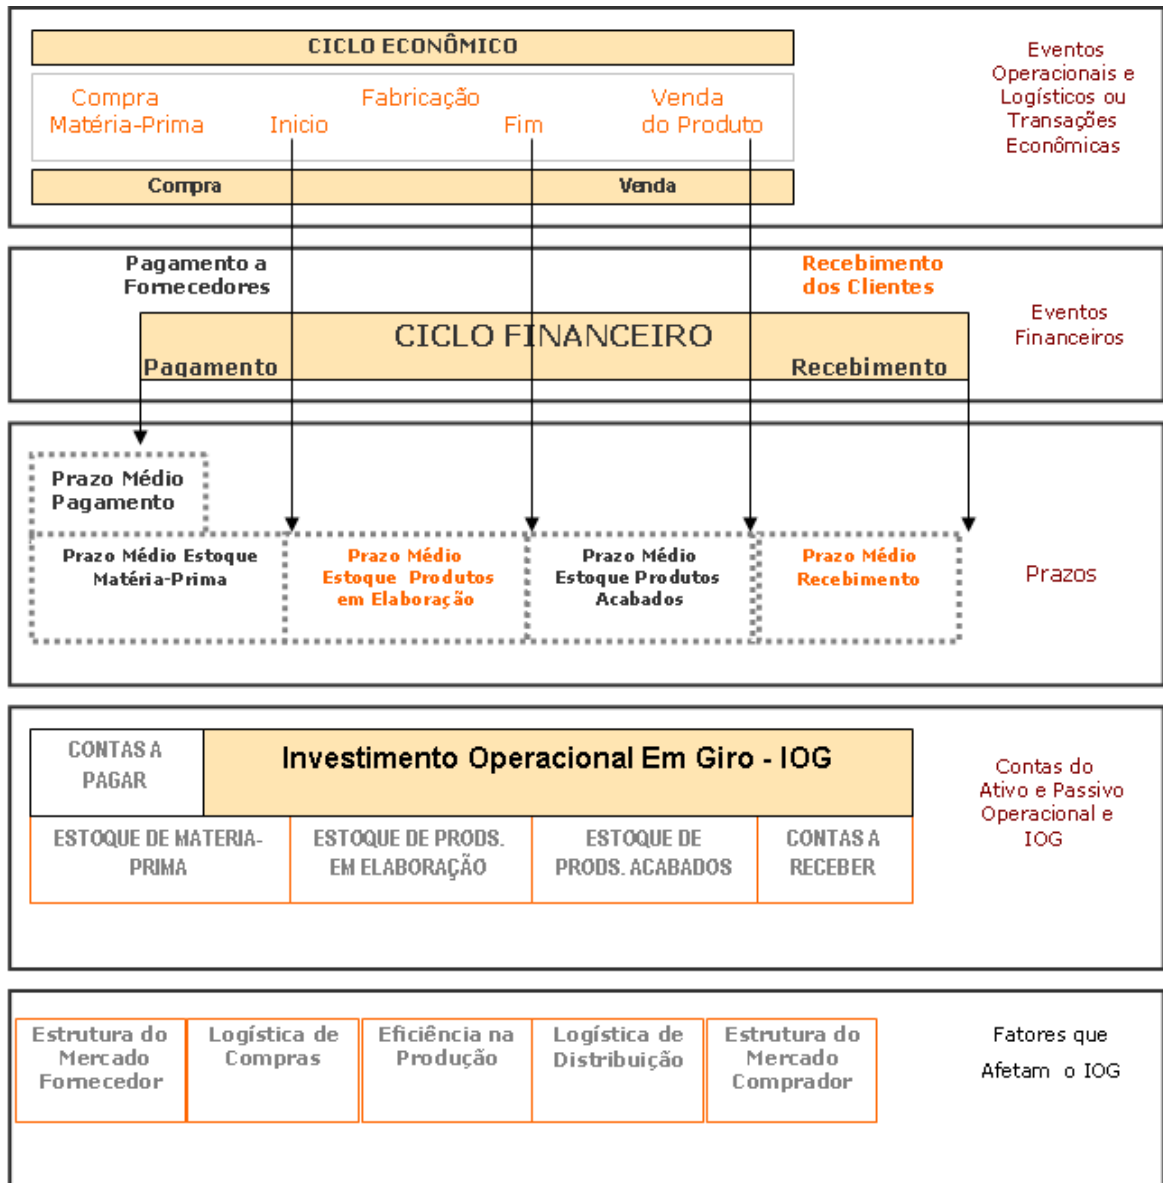 CICLO ECONÔMICO
Compra
Matéria-Prima
Inicio
Fabricação
Fim
Venda
do Produto
Compra
Venda
Eventos
Operacionais e
Logísticos ou
Transações
Econômicas
Pagamento a
Fornecedores
Recebimento
dos Clientes
CICLO FINANCEIRO
Pagamento
Recebimento
Eventos
Financeiros
Prazo Médio
Pagamento
Prazo Médio Estoque
Matéria-Prima
Prazo Médio
Estoque Produtos
em Elaboração
Prazo Médio
Estoque Produtos
Acabados
Prazo Médio
Recebimento
Prazos
CONTAS A
PAGAR
Investimento Operacional Em Giro - IOG
ESTOQUE DE MATERIA-
PRIMA
ESTOQUE DE PRODS.
EM ELABORAÇÃO
ESTOQUE DE
PRODS. ACABADOS
CONTAS A
RECEBER
Contas do
Ativo e Passivo
Operacional e
IOG
Estrutura do
Mercado
Fornecedor
Logística de
Compras
Eficiência na
Produção
Logística de
Distribuição
Estrutura do
Mercado
Comprador
Fatores que
Afetam o IOG